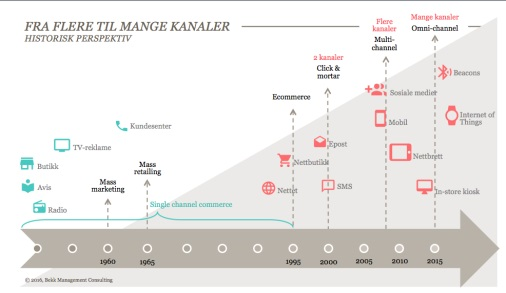 FRA FLERE TIL MANGE KANALER
HISTORISK PERSPEKTIV
Mange kanaler
Omni-channel
Flere
kanaler
Multi-
channel
2 kanaler
Click &
mortar
Ecommerce
Beacons
Sosiale medier
Internet of
Things
Mobil
Kundesenter
TV-reklame
Epost
Nettbrett
Nettbutikk
Butikk
Mass
retailing
Mass
marketing
Avis
Nettet
SMS
In-store kiosk
Radio
Single channel commerce
1960
1965
1995
2000
2005
2010
2015
© 2016, Bekk Management Consulting